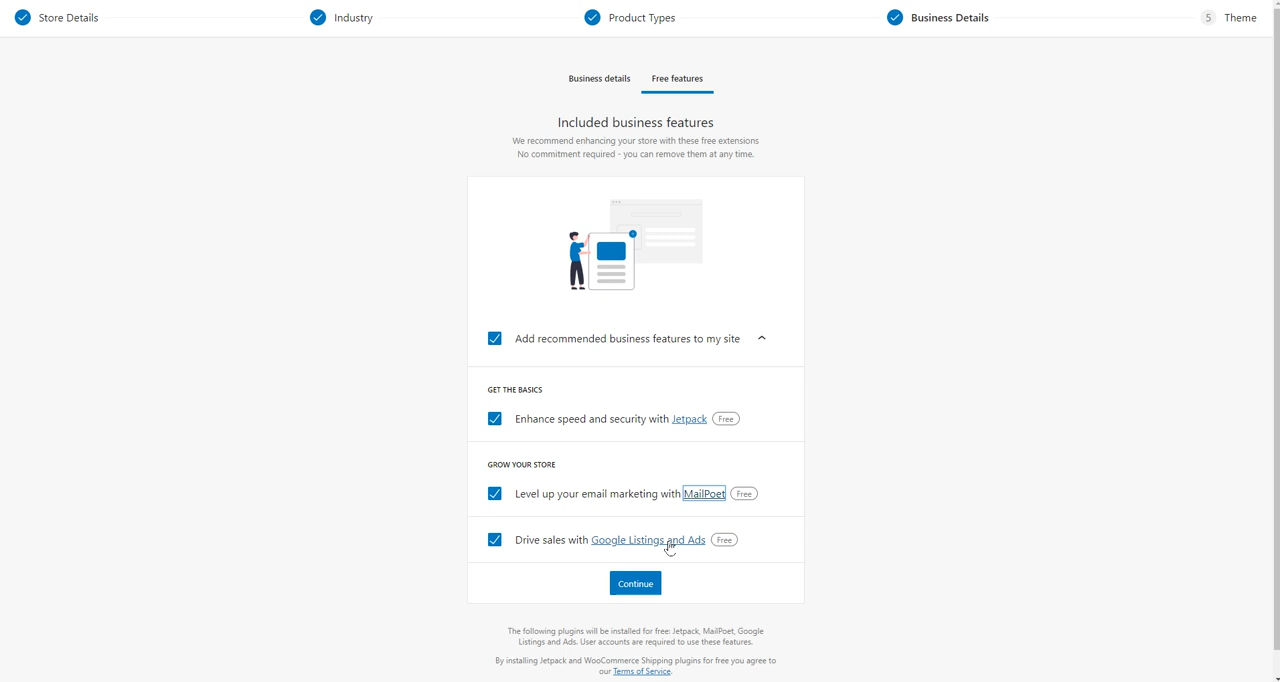 Store Details
Industry
Product Types
Business Details
5 Theme
Business details
Free features
Included business features
We recommend enhancing your store with these free extensions
No commitment required - you can remove them at any time.
Add recommended business features to my site
GET THE BASICS
Enhance speed and security with Jetpack Free
GROW YOUR STORE
Level up your email marketing with MailPoet Free
Drive sales with Google Listings and Ads Free
Continue
The following plugins will be installed for free: Jetpack, MailPoet, Google
Listings and Ads. User accounts are required to use these features.
By installing Jetpack and WooCommerce Shipping plugins for free you agree to
our Terms of Service.